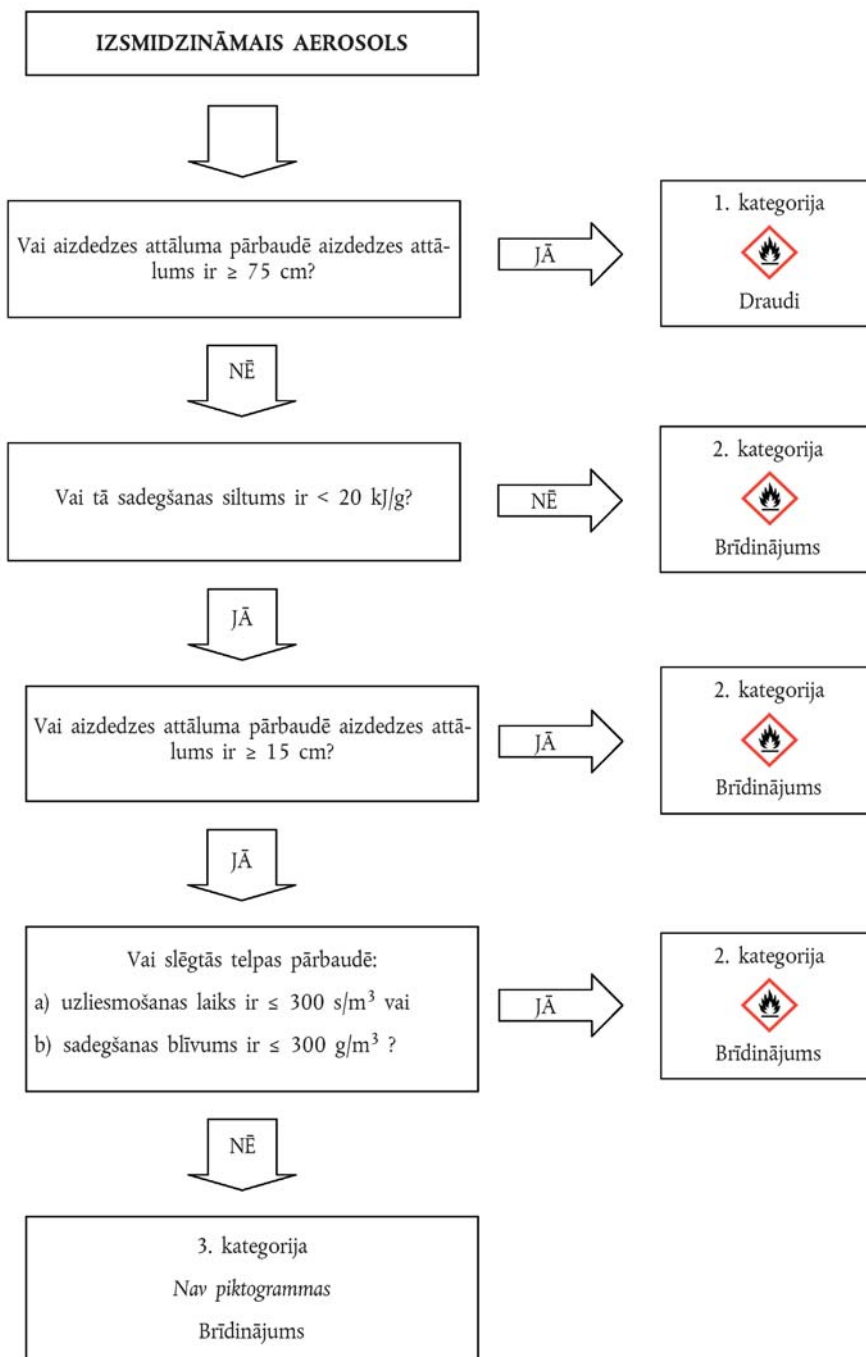 IZSMIDZINĀMAIS AEROSOLS
Vai aizdedzes attāluma pārbaudē aizdedzes attā-
lums ir ≥ 75 cm?
JĀ
1. kategorija
Draudi
NĒ
Vai tā sadegšanas siltums ir < 20 kJ/g?
NĒ
2. kategorija
Brīdinājums
JĀ
Vai aizdedzes attāluma pārbaudē aizdedzes attā-
lums ir ≥ 15 cm?
JĀ
2. kategorija
Brīdinājums
JĀ
Vai slēgtās telpas pārbaudē:
a) uzliesmošanas laiks ir ≤ 300 s/m³ vai
b) sadegšanas blīvums ir ≤ 300 g/m³ ?
JĀ
2. kategorija
Brīdinājums
NĒ
3. kategorija
Nav piktogrammas
Brīdinājums